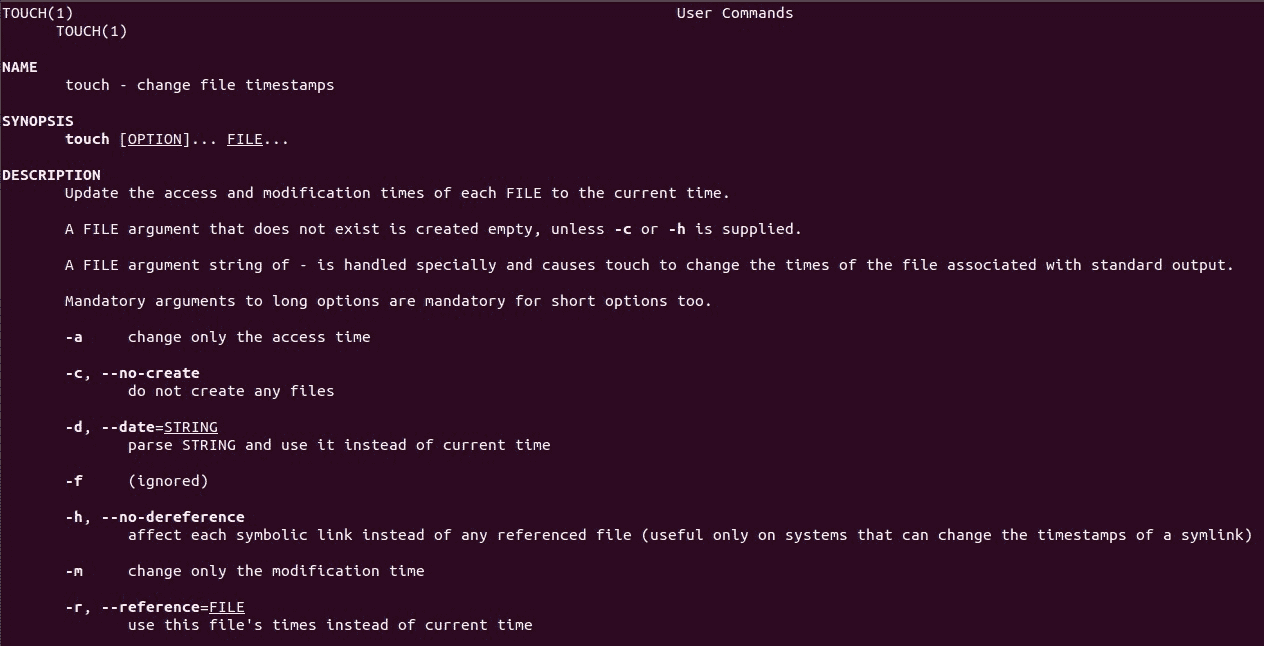 TOUCH(1) User Commands
TOUCH(1)
NAME
touch - change file timestamps
SYNOPSIS
touch [OPTION]... FILE...
DESCRIPTION
Update the access and modification times of each FILE to the current time.
A FILE argument that does not exist is created empty, unless -c or -h is supplied.
A FILE argument string of - is handled specially and causes touch to change the times of the file associated with standard output.
Mandatory arguments to long options are mandatory for short options too.
-a change only the access time
-c, --no-create
do not create any files
-d, --date=STRING
parse STRING and use it instead of current time
-f (ignored)
-h, --no-dereference
affect each symbolic link instead of any referenced file (useful only on systems that can change the timestamps of a symlink)
-m change only the modification time
-r, --reference=FILE
use this file's times instead of current time